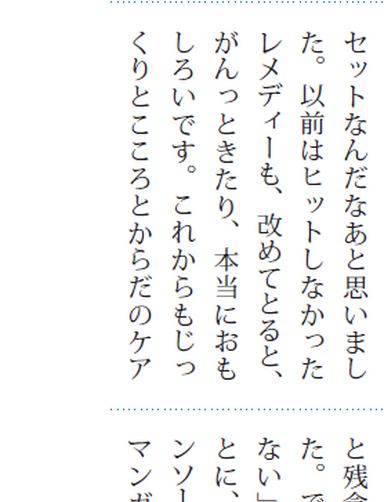 セットなんだなあと思いまし
た。以前はヒットしなかった
レメディーも、改めてとると、
がんっときたり、本当におも
しろいです。これからもじっ
くりとこころとからだのケア
と残念
た。で
ない」
とに、
ンソー
マンガ